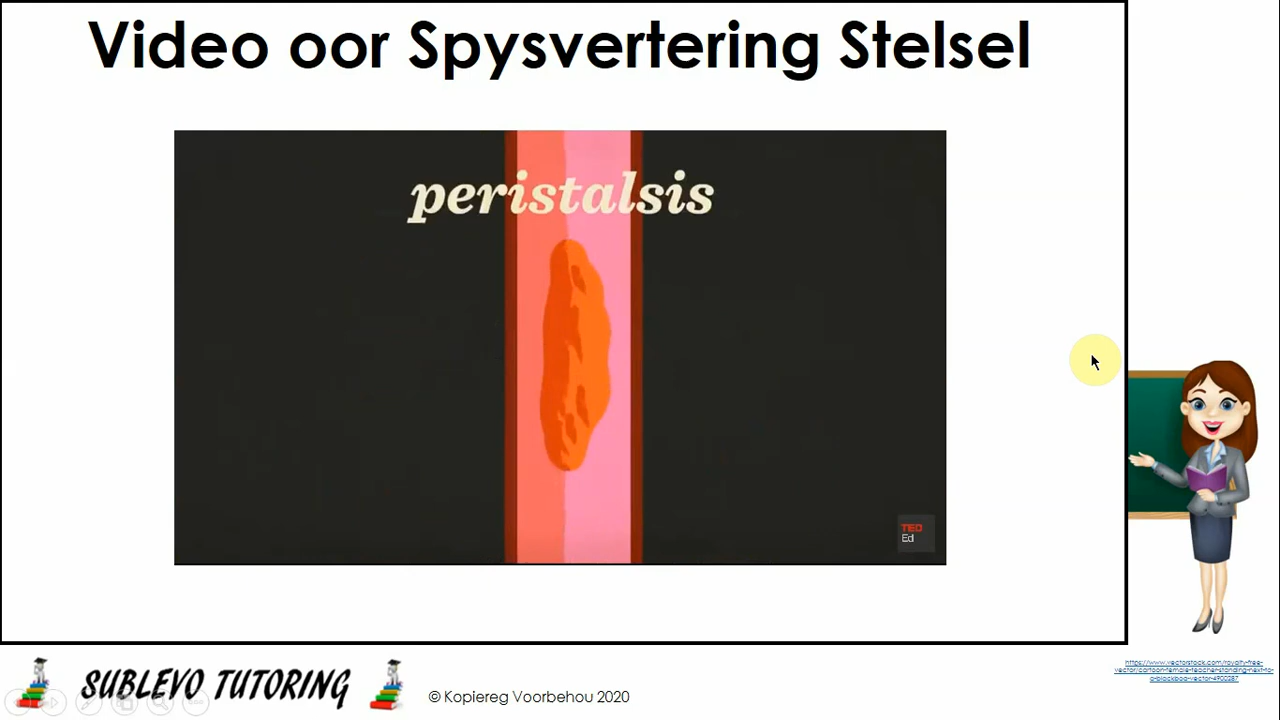 Video oor Spysvertering Stelsel
peristalsis
TED
Ed
SUBLEVO TUTORING
© Kopiereg Voorbehou 2020